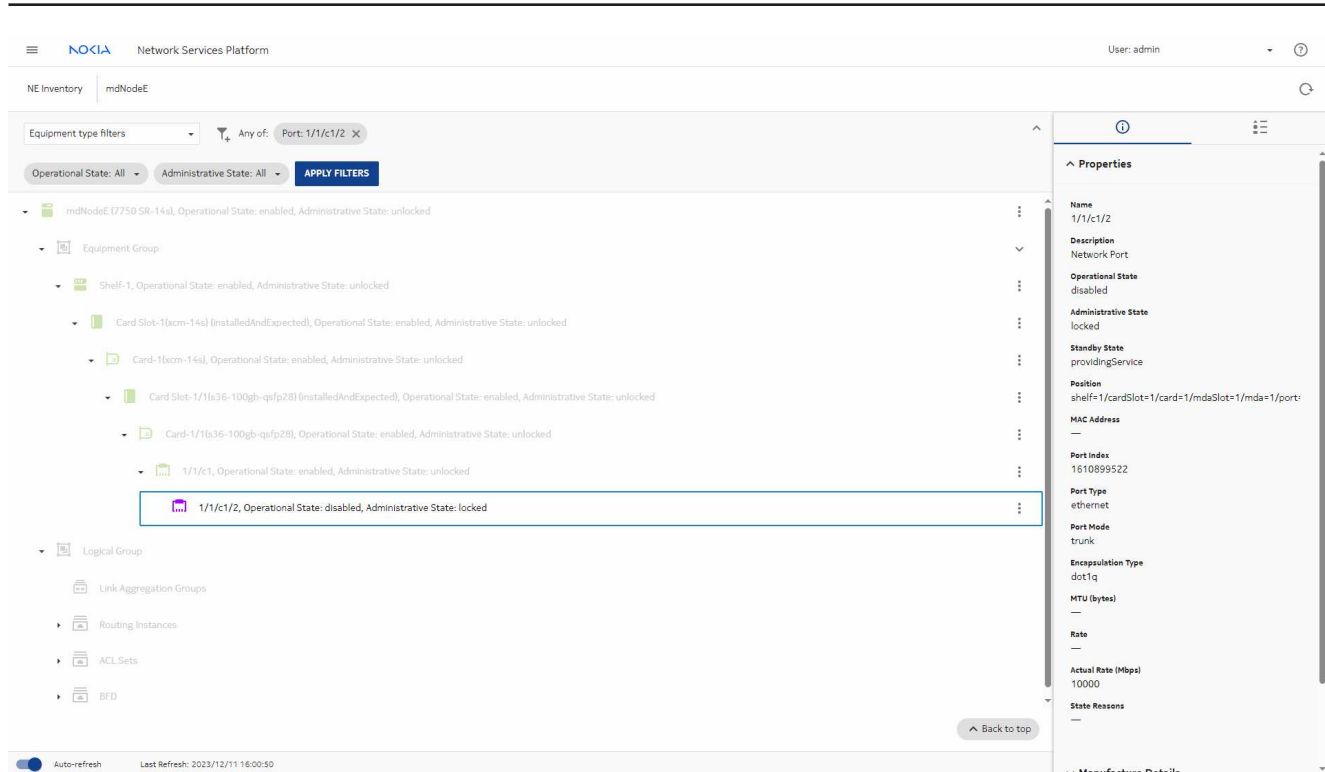 NOKIA Network Services Platform
User: admin
NE Inventory mdNodeE
Equipment type filters
Any of: Port: 1/1/c1/2
Operational State: All
Administrative State: All
APPLY FILTERS
mdNodeE (7750 SR-14s), Operational State: enabled, Administrative State: unlocked
Equipment Group
Shelf-1, Operational State: enabled, Administrative State: unlocked
Card Slot-1(xcm-14s) (installedAndExpected), Operational State: enabled, Administrative State: unlocked
Card-1(xcm-14s), Operational State: enabled, Administrative State: unlocked
Card Slot-1/1(s36-100gb-qsfp28) (installedAndExpected), Operational State: enabled, Administrative State: unlocked
Card-1/1(s36-100gb-qsfp28), Operational State: enabled, Administrative State: unlocked
1/1/c1, Operational State: enabled, Administrative State: unlocked
1/1/c1/2, Operational State: disabled, Administrative State: locked
Logical Group
Link Aggregation Groups
Routing Instances
ACL Sets
BFD
Back to top
Auto-refresh
Last Refresh: 2023/12/11 16:00:50
Properties
Name
1/1/c1/2
Description
Network Port
Operational State
disabled
Administrative State
locked
Standby State
providingService
Position
shelf=1/cardSlot=1/card=1/mdaSlot=1/mda=1/port=
MAC Address
—
Port Index
1610899522
Port Type
ethernet
Port Mode
trunk
Encapsulation Type
dot1q
MTU (bytes)
—
Rate
—
Actual Rate (Mbps)
10000
State Reasons
—
Manufacture Details